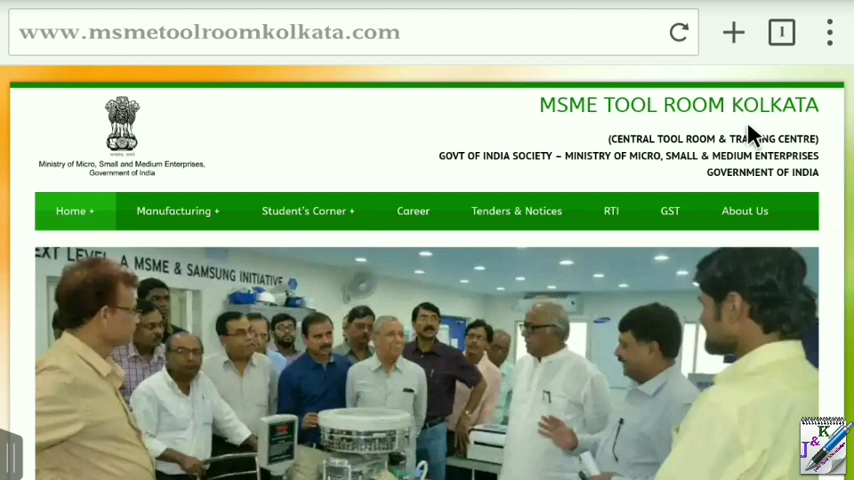 www.msmetoolroomkolkata.com
1
MSME TOOL ROOM KOLKATA
(CENTRAL TOOL ROOM & TRAINING CENTRE)
GOVT OF INDIA SOCIETY – MINISTRY OF MICRO, SMALL & MEDIUM ENTERPRISES
GOVERNMENT OF INDIA
Ministry of Micro, Small and Medium Enterprises,
Government of India
Home + Manufacturing + Student's Corner + Career Tenders & Notices RTI GST About Us
EXT LEVEL, A MSME & SAMSUNG INITIATIVE
J & K